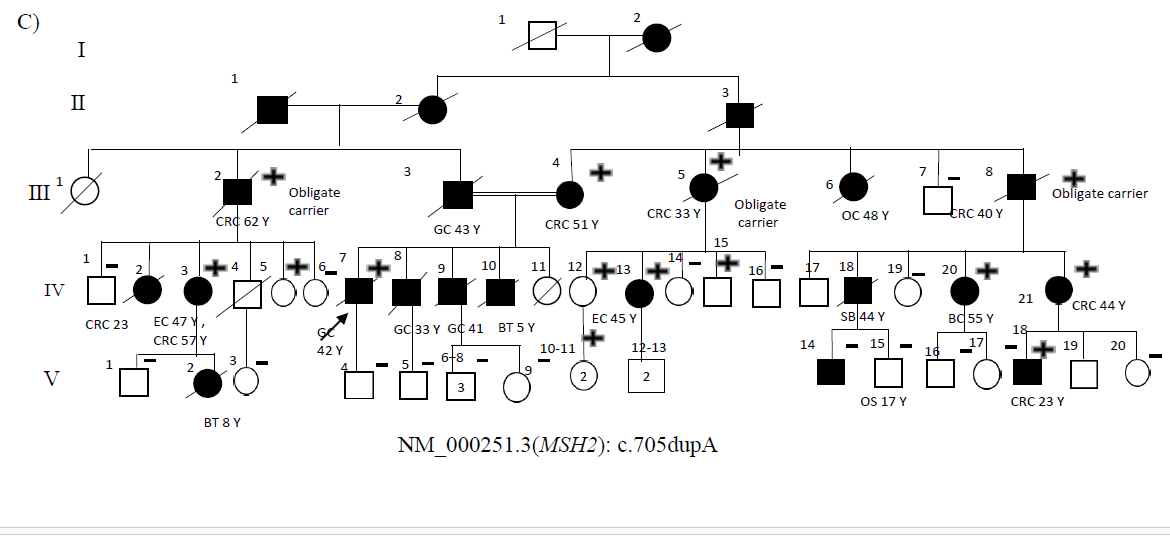 C)
I
1
2
II
1
2
3
III
1
2
3
4
5
6
7
8
Obligate
carrier
CRC 62 Y
GC 43 Y
CRC 51 Y
CRC 33 Y
Obligate
carrier
OC 48 Y
CRC 40 Y
Obligate carrier
IV
1
2
3
4
5
6
7
8
9
10
11
12
13
14
15
16
17
18
19
20
21
CRC 23
EC 47 Y ,
CRC 57 Y
GC
42 Y
GC 33 Y
GC 41
BT 5 Y
EC 45 Y
SB 44 Y
BC 55 Y
CRC 44 Y
V
1
2
3
4
5
6-8
3
9
10-11
2
12-13
2
14
15
16
17
18
19
20
BT 8 Y
OS 17 Y
CRC 23 Y
NM_000251.3(MSH2): c.705dupA